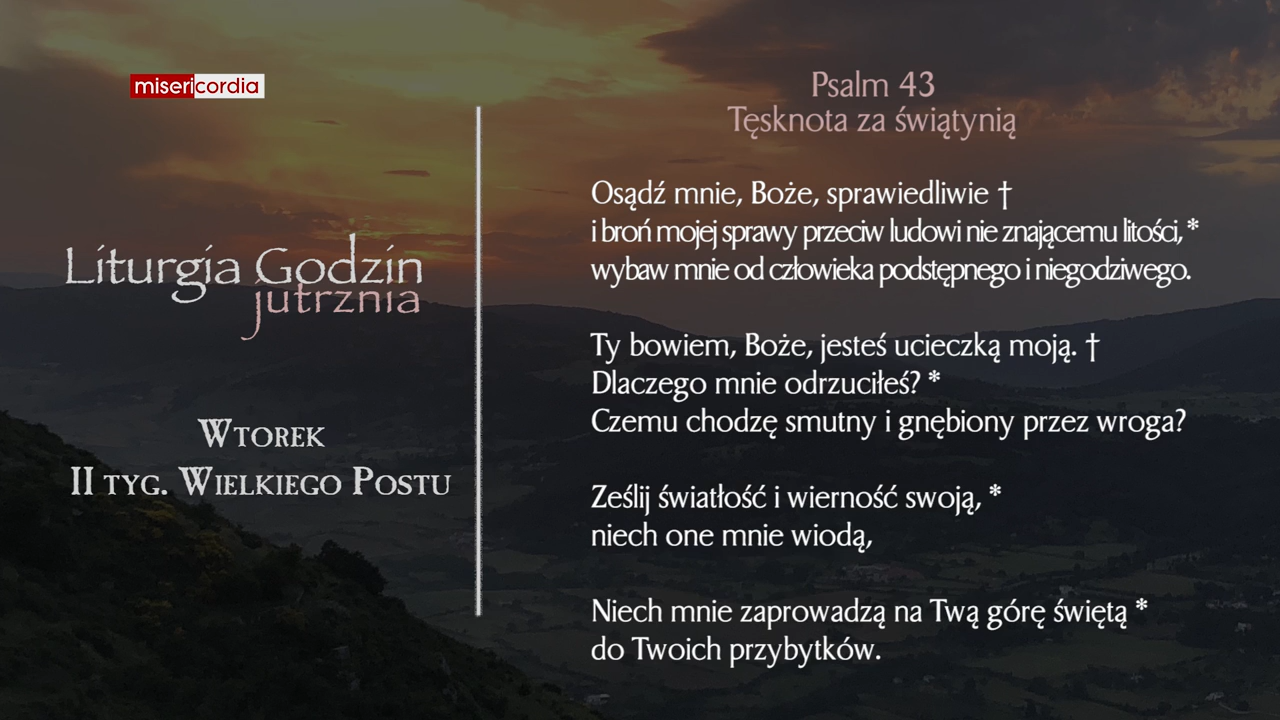 misericordia
Liturgia Godzin
jutrznia
Wtorek
II tyg. Wielkiego Postu
Psalm 43
Tęsknota za świątynią
Osądź mnie, Boże, sprawiedliwie †
i broń mojej sprawy przeciw ludowi nie znającemu litości, *
wybaw mnie od człowieka podstępnego i niegodziwego.
Ty bowiem, Boże, jesteś ucieczką moją. †
Dlaczego mnie odrzuciłeś? *
Czemu chodzę smutny i gnębiony przez wroga?
Ześlij światłość i wierność swoją, *
niech one mnie wiodą,
Niech mnie zaprowadzą na Twą górę świętą *
do Twoich przybytków.